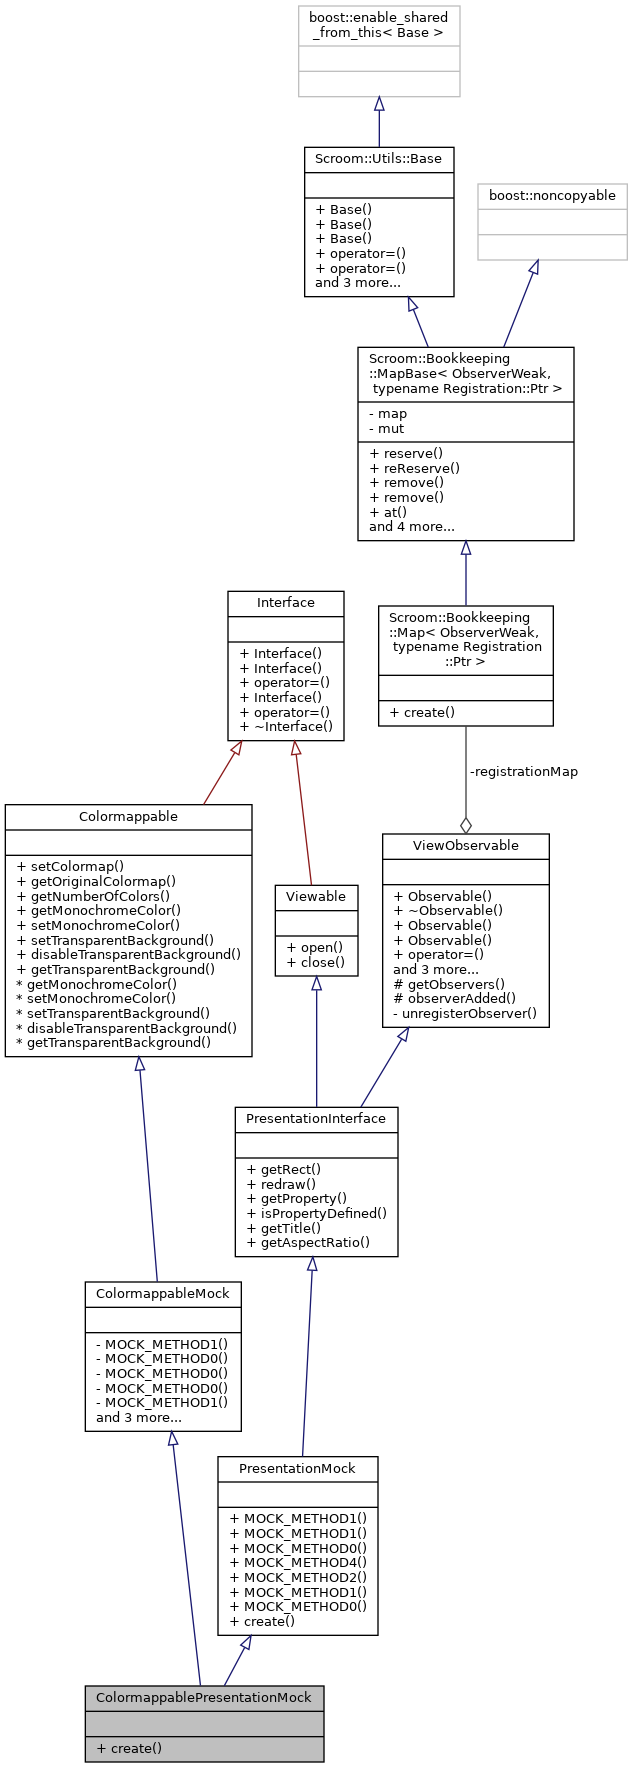 boost::enable_shared
_from_this< Base >
Scroom::Utils::Base
+ Base()
+ Base()
+ Base()
+ operator=()
+ operator=()
and 3 more...
boost::noncopyable
Scroom::Bookkeeping
::MapBase< ObserverWeak,
typename Registration::Ptr >
- map
- mut
+ reserve()
+ reReserve()
+ remove()
+ remove()
+ at()
and 4 more...
Interface
+ Interface()
+ Interface()
+ operator=()
+ Interface()
+ operator=()
+ ~Interface()
Scroom::Bookkeeping
::Map< ObserverWeak,
typename Registration
::Ptr >
+ create()
-registrationMap
Colormappable
+ setColormap()
+ getOriginalColormap()
+ getNumberOfColors()
+ getMonochromeColor()
+ setMonochromeColor()
+ setTransparentBackground()
+ disableTransparentBackground()
+ getTransparentBackground()
* getMonochromeColor()
* setMonochromeColor()
* setTransparentBackground()
* disableTransparentBackground()
* getTransparentBackground()
Viewable
+ open()
+ close()
ViewObservable
+ Observable()
+ ~Observable()
+ Observable()
+ Observable()
+ operator=()
and 3 more...
# getObservers()
# observerAdded()
- unregisterObserver()
PresentationInterface
+ getRect()
+ redraw()
+ getProperty()
+ isPropertyDefined()
+ getTitle()
+ getAspectRatio()
ColormappableMock
- MOCK_METHOD1()
- MOCK_METHOD0()
- MOCK_METHOD0()
- MOCK_METHOD0()
- MOCK_METHOD1()
and 3 more...
PresentationMock
+ MOCK_METHOD1()
+ MOCK_METHOD1()
+ MOCK_METHOD0()
+ MOCK_METHOD4()
+ MOCK_METHOD2()
+ MOCK_METHOD1()
+ MOCK_METHOD0()
+ create()
ColormappablePresentationMock
+ create()